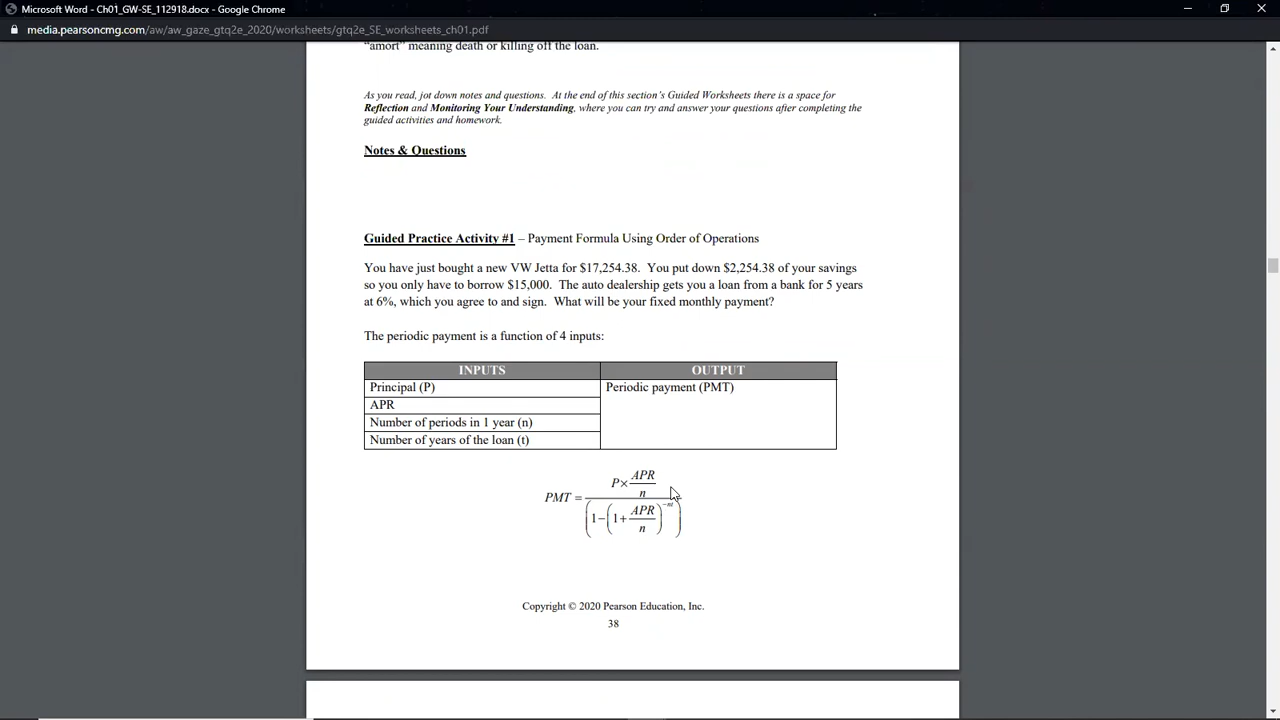 Microsoft Word - Ch01_GW-SE_112918.docx - Google Chrome
media.pearsoncmg.com/aw/aw_gaze_gtq2e_2020/worksheets/gtq2e_SE_worksheets_ch01.pdf
“amort” meaning death or killing off the loan.
As you read, jot down notes and questions. At the end of this section’s Guided Worksheets there is a space for
Reflection and Monitoring Your Understanding, where you can try and answer your questions after completing the
guided activities and homework.
Notes & Questions
Guided Practice Activity #1 – Payment Formula Using Order of Operations
You have just bought a new VW Jetta for $17,254.38. You put down $2,254.38 of your savings
so you only have to borrow $15,000. The auto dealership gets you a loan from a bank for 5 years
at 6%, which you agree to and sign. What will be your fixed monthly payment?
The periodic payment is a function of 4 inputs:
INPUTS OUTPUT
Principal (P) Periodic payment (PMT)
APR
Number of periods in 1 year (n)
Number of years of the loan (t)
PMT = P× APR/n / (1−(1+ APR/n)^−nt)
Copyright © 2020 Pearson Education, Inc.
38